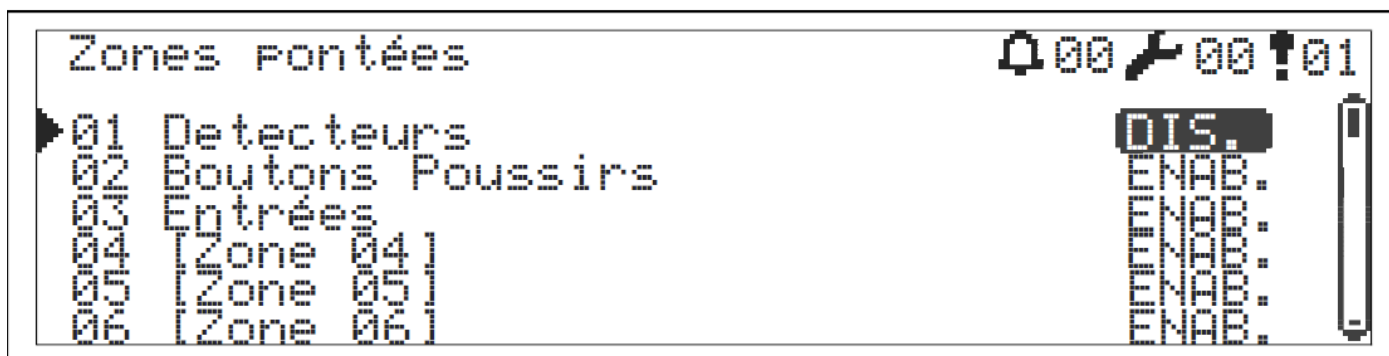 Zones pontées 00 00 01
01 Detecteurs DIS.
02 Boutons Poussirs ENAB.
03 Entrées ENAB.
04 [Zone 04] ENAB.
05 [Zone 05] ENAB.
06 [Zone 06] ENAB.